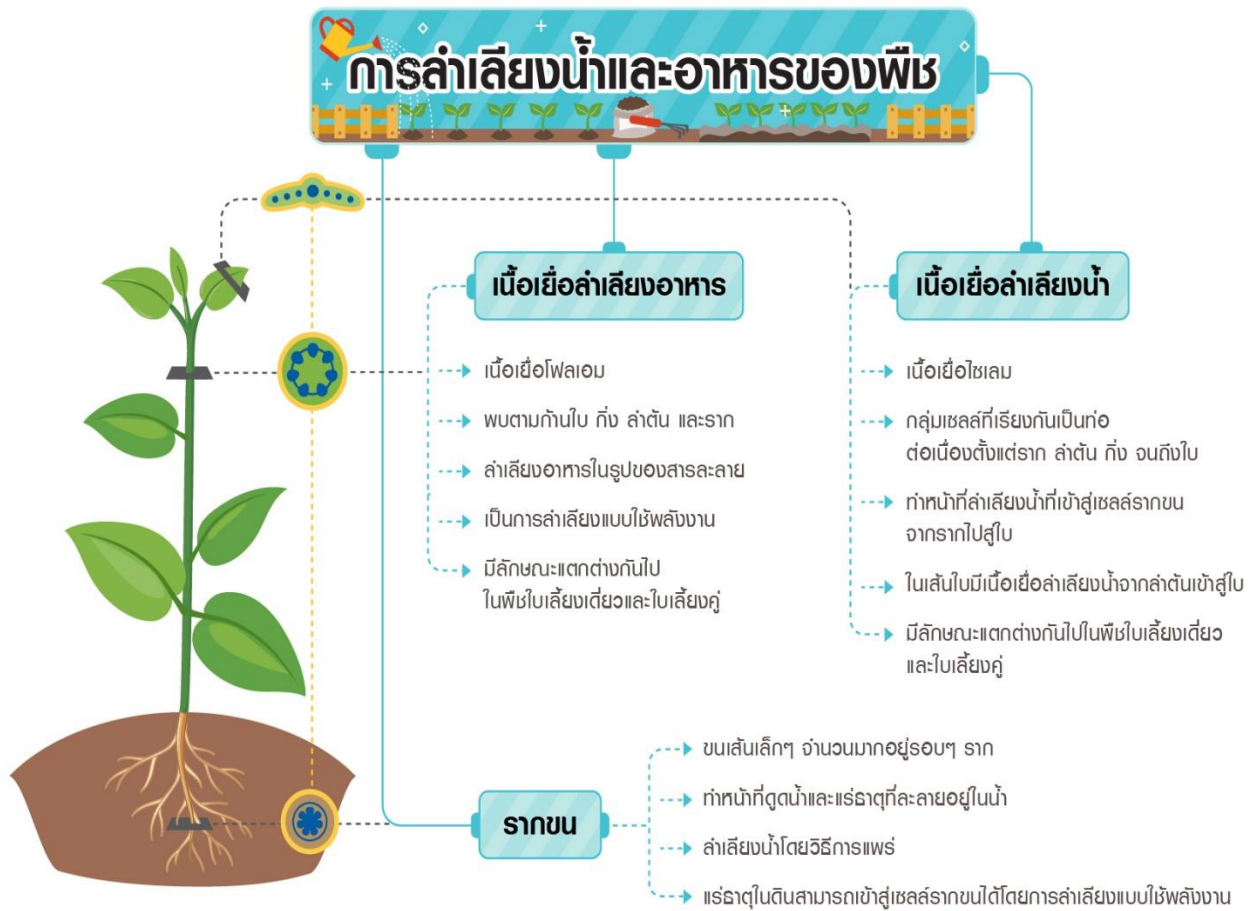 การลำเลียงน้ำและอาหารของพืช
เนื้อเยื่อลำเลียงอาหาร
เนื้อเยื่อโฟลเอม
พบตามก้านใบ กิ่ง ลำต้น และราก
ลำเลียงอาหารในรูปของสารละลาย
เป็นการลำเลียงแบบใช้พลังงาน
มีลักษณะแตกต่างกันไป
ในพืชใบเลี้ยงเดี่ยวและใบเลี้ยงคู่
เนื้อเยื่อลำเลียงน้ำ
เนื้อเยื่อไซเลม
กลุ่มเซลล์ที่เรียงกันเป็นท่อ
ต่อเนื่องตั้งแต่ราก ลำต้น กิ่ง จนถึงใบ
ทำหน้าที่ลำเลียงน้ำที่เข้าสู่เซลล์รากขน
จากรากไปสู่ใบ
ในเส้นใบมีเนื้อเยื่อลำเลียงน้ำจากลำต้นเข้าสู่ใบ
มีลักษณะแตกต่างกันไปในพืชใบเลี้ยงเดี่ยว
และใบเลี้ยงคู่
รากขน
ขนเส้นเล็กๆ จำนวนมากอยู่รอบๆ ราก
ทำหน้าที่ดูดน้ำและแร่ธาตุที่ละลายอยู่ในน้ำ
ลำเลียงน้ำโดยวิธีการแพร่
แร่ธาตุในดินสามารถเข้าสู่เซลล์รากขนได้โดยการลำเลียงแบบใช้พลังงาน